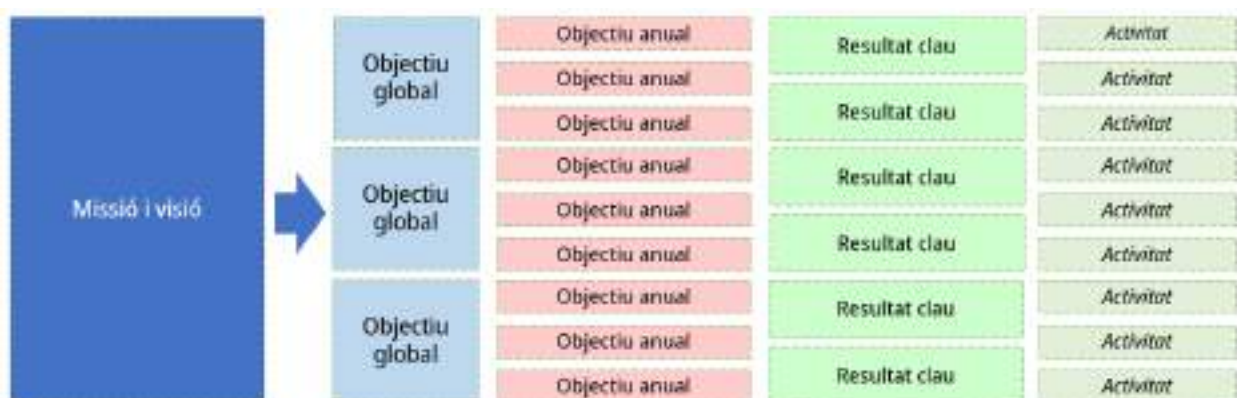 Missió i visió
Objectiu
global
Objectiu
global
Objectiu
global
Objectiu anual
Objectiu anual
Objectiu anual
Objectiu anual
Objectiu anual
Objectiu anual
Objectiu anual
Objectiu anual
Objectiu anual
Resultat clau
Resultat clau
Resultat clau
Resultat clau
Resultat clau
Resultat clau
Activitat
Activitat
Activitat
Activitat
Activitat
Activitat
Activitat
Activitat
Activitat